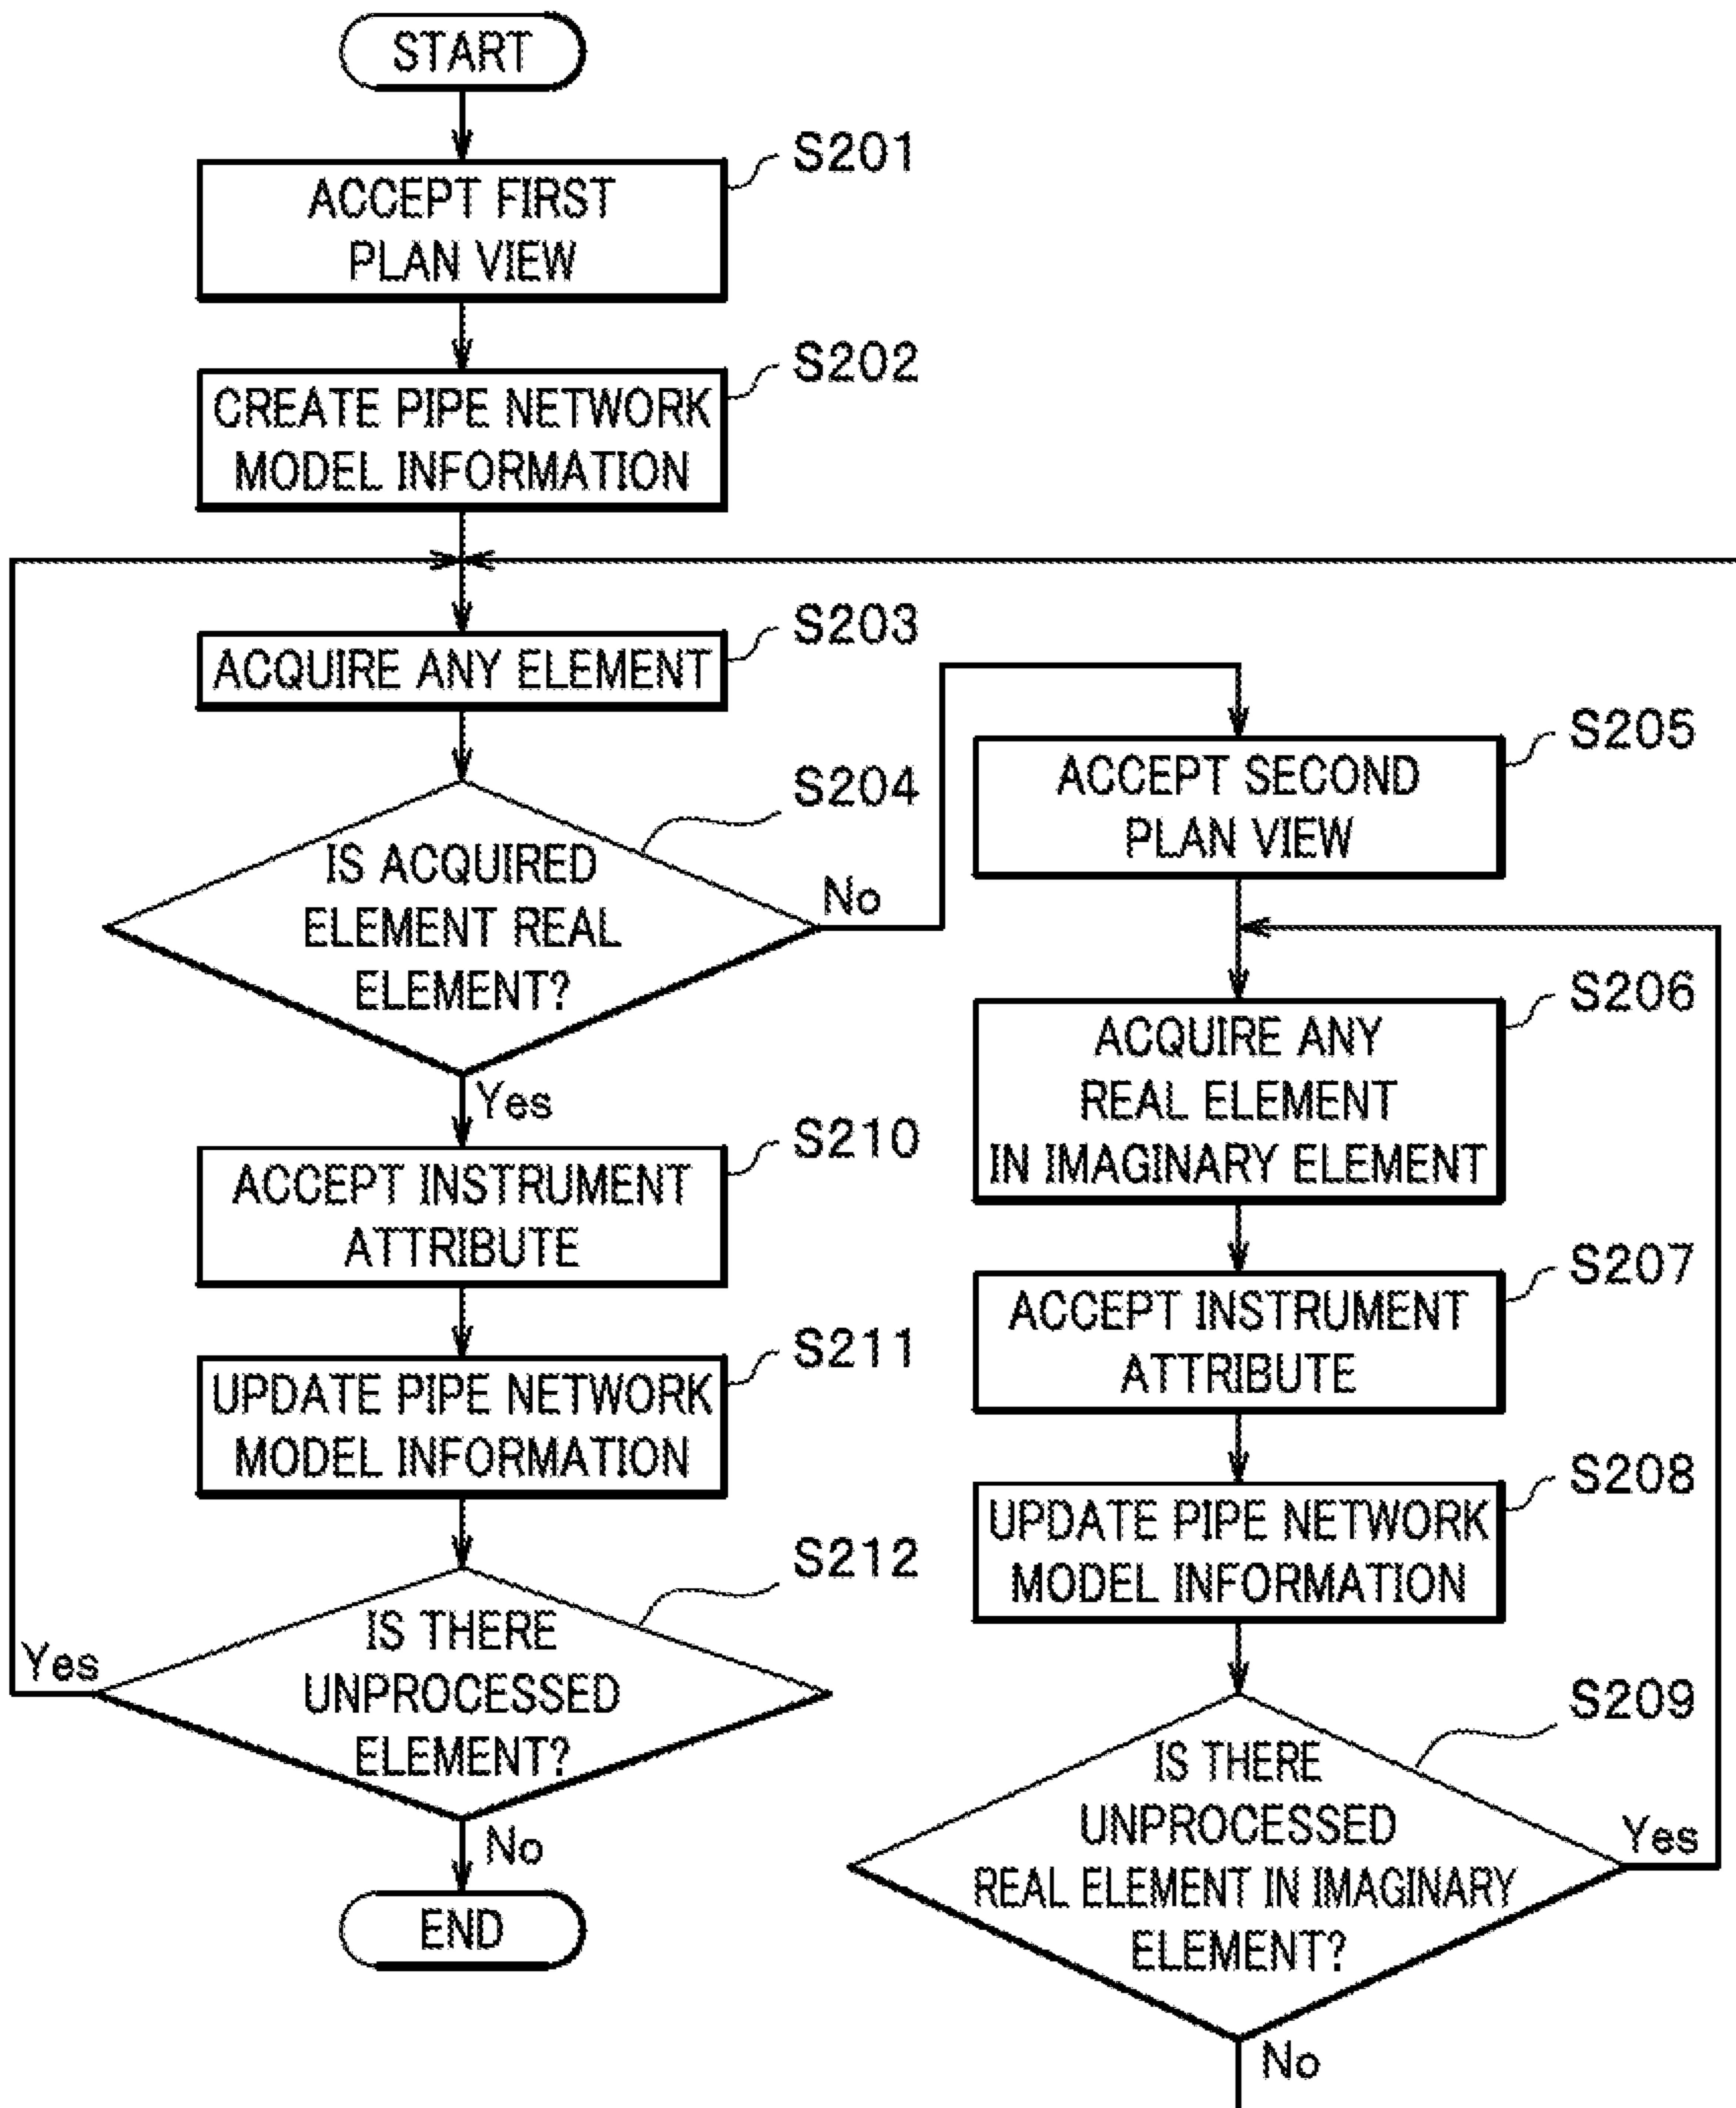 START
S201
ACCEPT FIRST
PLAN VIEW
S202
CREATE PIPE NETWORK
MODEL INFORMATION
S203
ACQUIRE ANY ELEMENT
S204
IS ACQUIRED
ELEMENT REAL
ELEMENT?
No
Yes
S210
ACCEPT INSTRUMENT
ATTRIBUTE
S211
UPDATE PIPE NETWORK
MODEL INFORMATION
S212
IS THERE
UNPROCESSED
ELEMENT?
Yes
No
END
S205
ACCEPT SECOND
PLAN VIEW
S206
ACQUIRE ANY
REAL ELEMENT
IN IMAGINARY ELEMENT
S207
ACCEPT INSTRUMENT
ATTRIBUTE
S208
UPDATE PIPE NETWORK
MODEL INFORMATION
S209
IS THERE
UNPROCESSED
REAL ELEMENT IN IMAGINARY
ELEMENT?
Yes
No